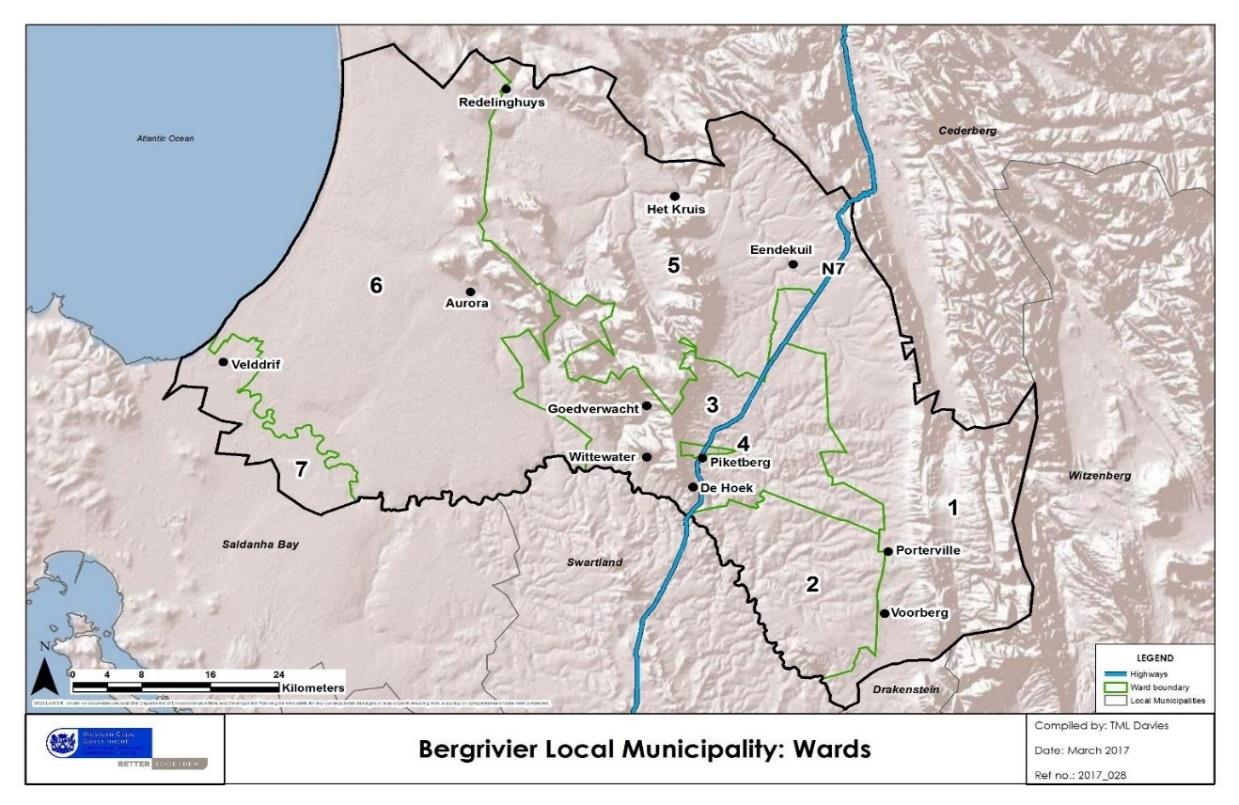 Redelinghuys
Cederberg
Atlantic Ocean
Het Kruis
Eendekuil
5
N7
6
Aurora
Velddrif
Goedverwacht
3
4
Wittewater
Piketberg
7
De Hoek
Witzenberg
1
Saldanha Bay
Porterville
Swartland
2
Voorberg
N
LEGEND
Highways
Ward boundary
Local Municipalities
0 4 8 16 24
Kilometers
Drakenstein
Western Cape
Government
BETTER TOGETHER.
Bergrivier Local Municipality: Wards
Compiled by: TML Davies
Date: March 2017
Ref no.: 2017_028